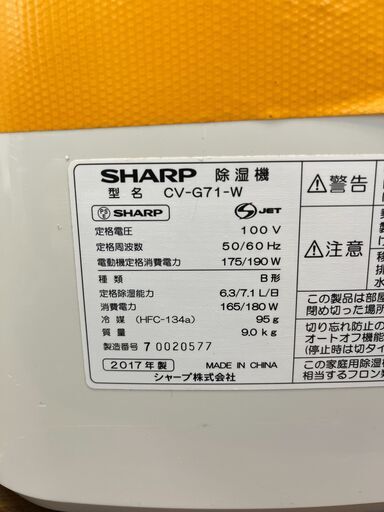 SHARP 除湿機
型名 CV-G71-W
SHARP JET
定格電圧 100 V
定格周波数 50/60 Hz
電動機定格消費電力 175/190 W
種類 B形
定格除湿能力 6.3/7.1 L/日
消費電力 165/180 W
冷媒 (HFC-134a) 95 g
質量 9.0 kg
製造番号 7 0020577
2017年製 MADE IN CHINA
シャープ株式会社
⚠警告
⚠注意
この製品は部屋
閉め切った場所
切り忘れ防止の
オートオフ機能
(停止時は切タイ
この家庭用除湿
相当するフロン